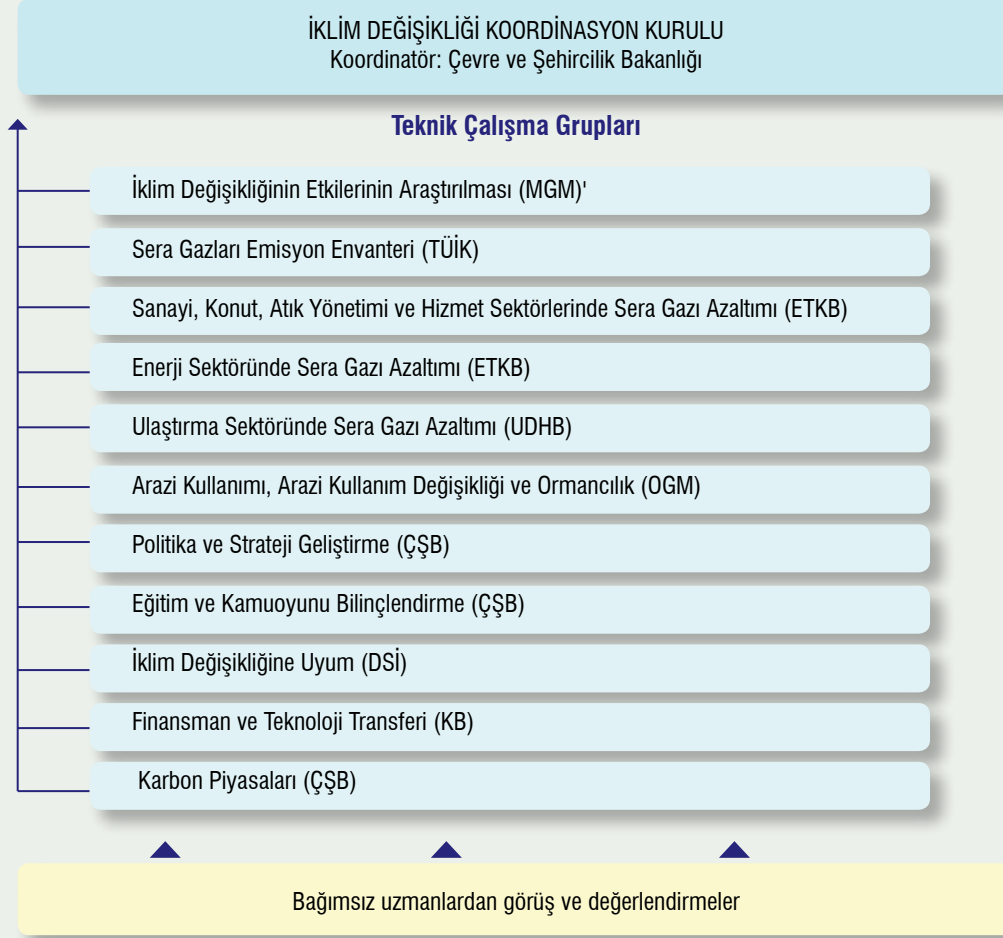 İKLİM DEĞİŞİKLİĞİ KOORDİNASYON KURULU
Koordinatör: Çevre ve Şehircilik Bakanlığı
Teknik Çalışma Grupları
İklim Değişikliğinin Etkilerinin Araştırılması (MGM)'
Sera Gazları Emisyon Envanteri (TÜİK)
Sanayi, Konut, Atık Yönetimi ve Hizmet Sektörlerinde Sera Gazı Azaltımı (ETKB)
Enerji Sektöründe Sera Gazı Azaltımı (ETKB)
Ulaştırma Sektöründe Sera Gazı Azaltımı (UDHB)
Arazi Kullanımı, Arazi Kullanım Değişikliği ve Ormancılık (OGM)
Politika ve Strateji Geliştirme (ÇŞB)
Eğitim ve Kamuoyunu Bilinçlendirme (ÇŞB)
İklim Değişikliğine Uyum (DSİ)
Finansman ve Teknoloji Transferi (KB)
Karbon Piyasaları (ÇŞB)
Bağımsız uzmanlardan görüş ve değerlendirmeler